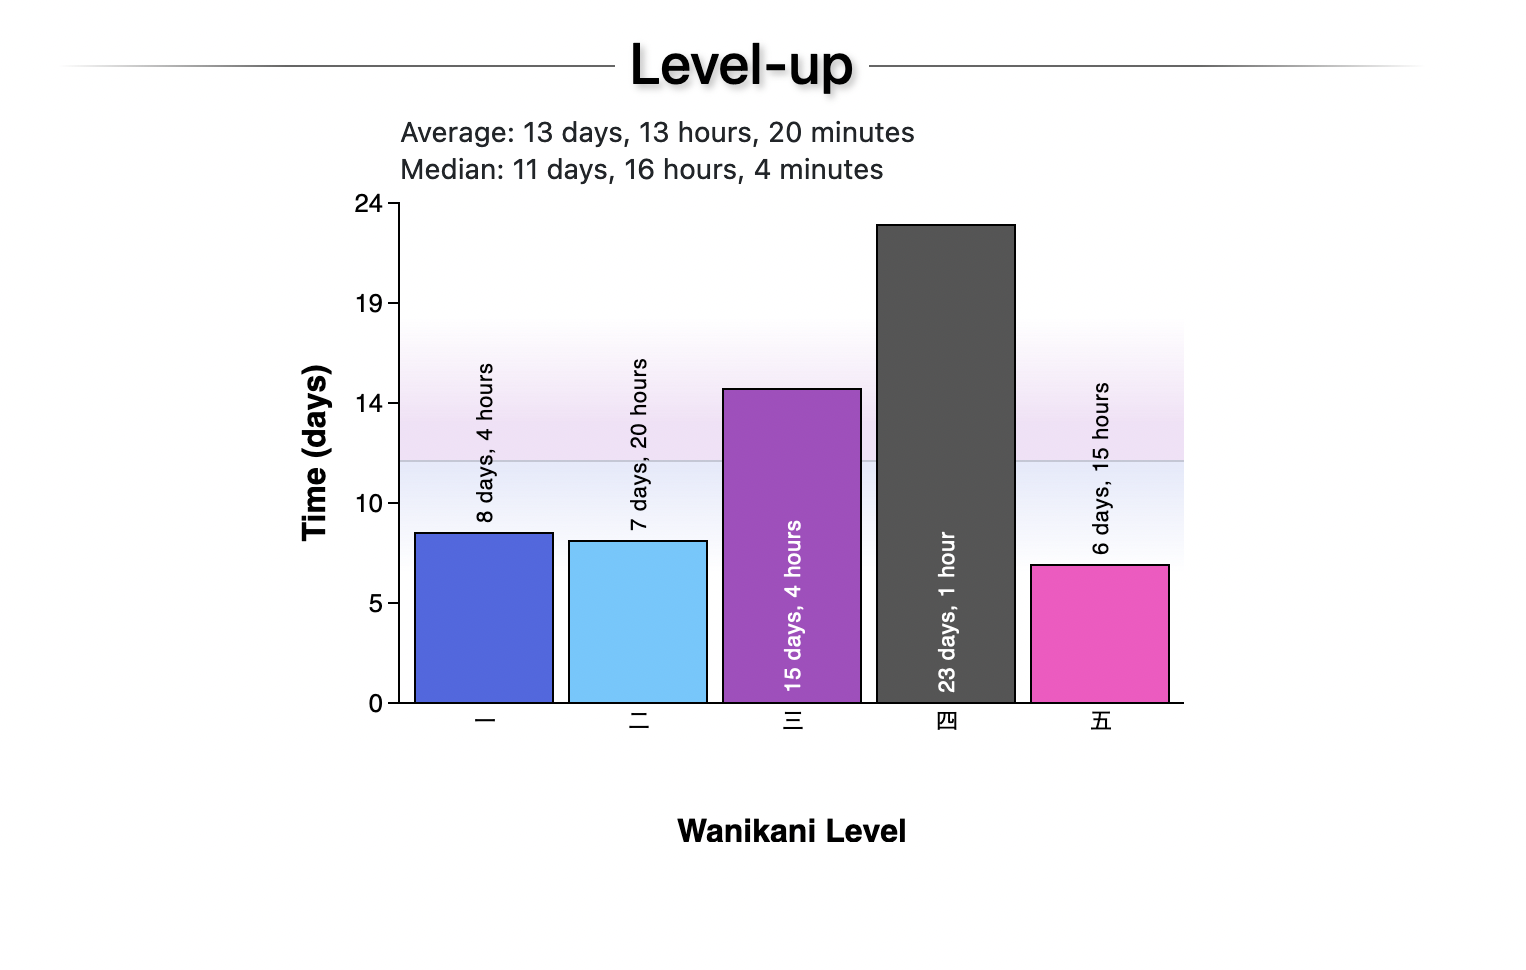 Level-up
Average: 13 days, 13 hours, 20 minutes
Median: 11 days, 16 hours, 4 minutes
Time (days)
24
19
14
10
5
0
8 days, 4 hours
7 days, 20 hours
15 days, 4 hours
23 days, 1 hour
6 days, 15 hours
一
二
三
四
五
Wanikani Level